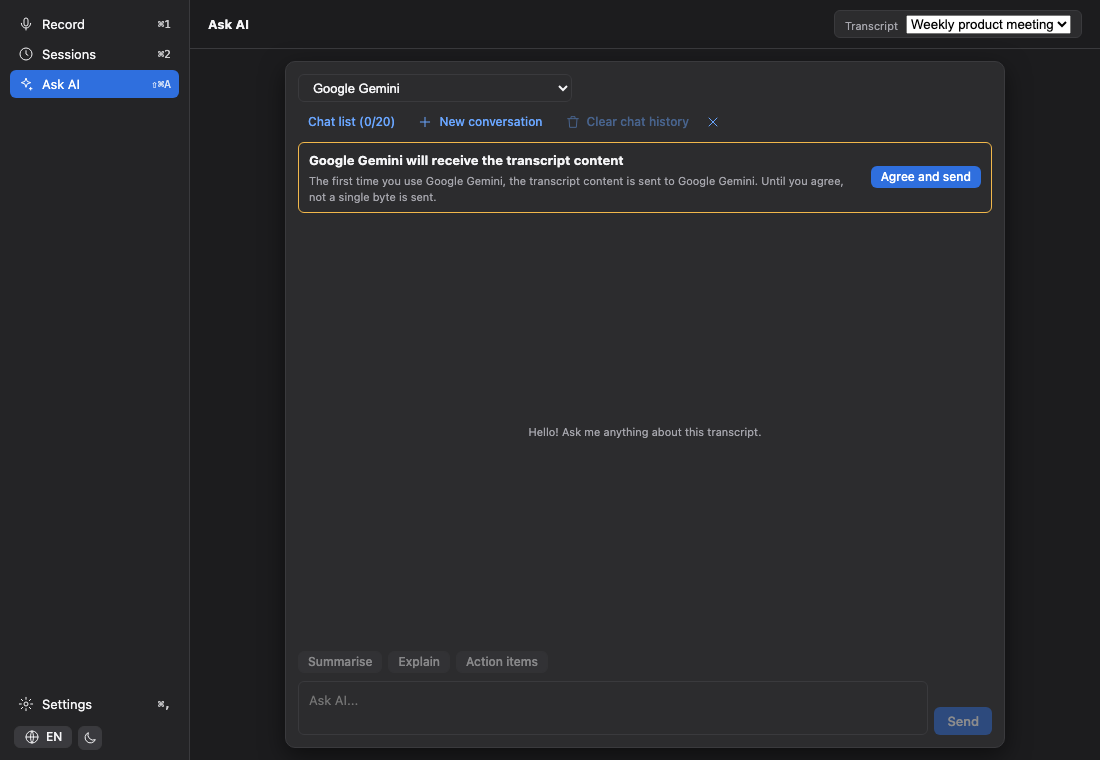 Record ⌘1
Sessions ⌘2
Ask AI ⇧⌘A
Ask AI
Transcript Weekly product meeting
Google Gemini
Chat list (0/20) + New conversation Clear chat history ×
Google Gemini will receive the transcript content
The first time you use Google Gemini, the transcript content is sent to Google Gemini. Until you agree,
not a single byte is sent.
Agree and send
Hello! Ask me anything about this transcript.
Summarise Explain Action items
Ask AI...
Send
Settings ⌘,
EN